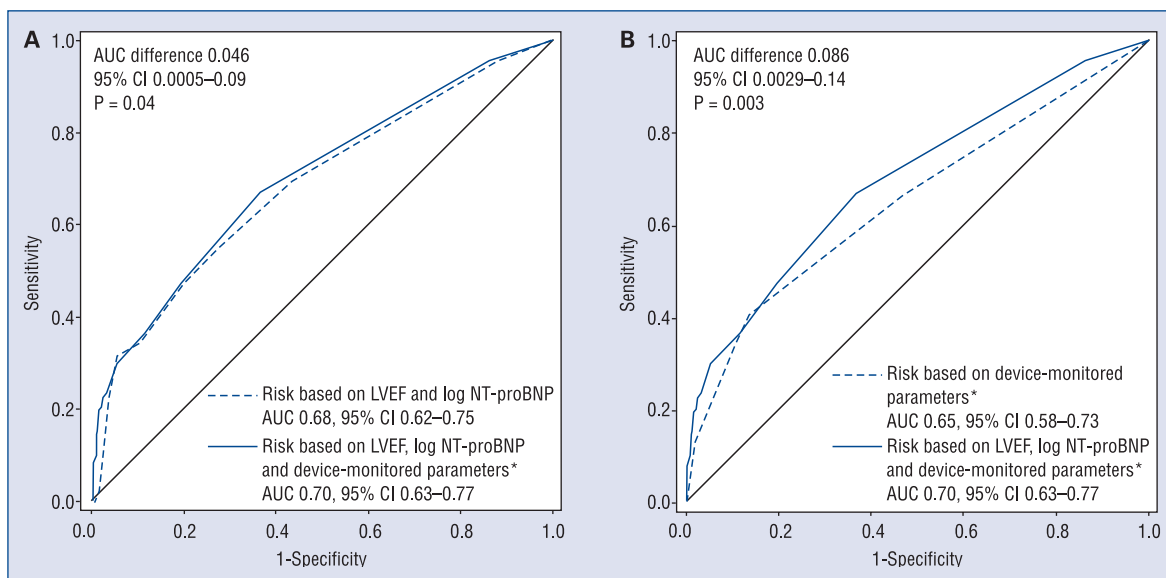 A
AUC difference 0.046
95% CI 0.0005–0.09
P = 0.04
1.0
0.8
0.6
0.4
0.2
0.0
Sensitivity
Risk based on LVEF and log NT-proBNP
AUC 0.68, 95% CI 0.62–0.75
Risk based on LVEF, log NT-proBNP
and device-monitored parameters*
AUC 0.70, 95% CI 0.63–0.77
0.0 0.2 0.4 0.6 0.8 1.0
1-Specificity
B
AUC difference 0.086
95% CI 0.0029–0.14
P = 0.003
1.0
0.8
0.6
0.4
0.2
0.0
Sensitivity
Risk based on device-monitored
parameters*
AUC 0.65, 95% CI 0.58–0.73
Risk based on LVEF, log NT-proBNP
and device-monitored parameters*
AUC 0.70, 95% CI 0.63–0.77
0.0 0.2 0.4 0.6 0.8 1.0
1-Specificity